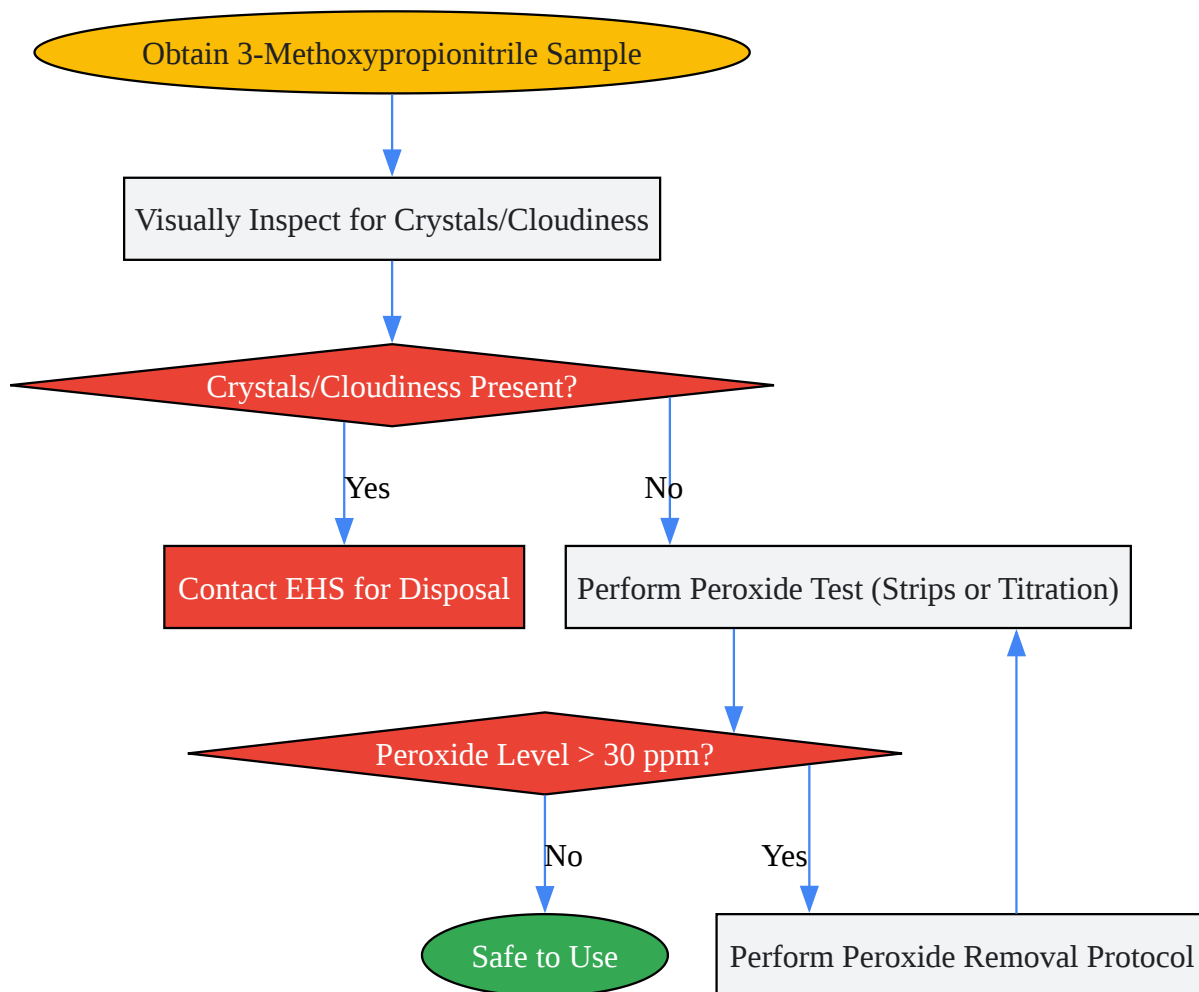 Obtain 3-Methoxypropionitrile Sample
Visually Inspect for Crystals/Cloudiness
Crystals/Cloudiness Present?
Yes
No
Contact EHS for Disposal
Perform Peroxide Test (Strips or Titration)
Peroxide Level > 30 ppm?
No
Yes
Safe to Use
Perform Peroxide Removal Protocol